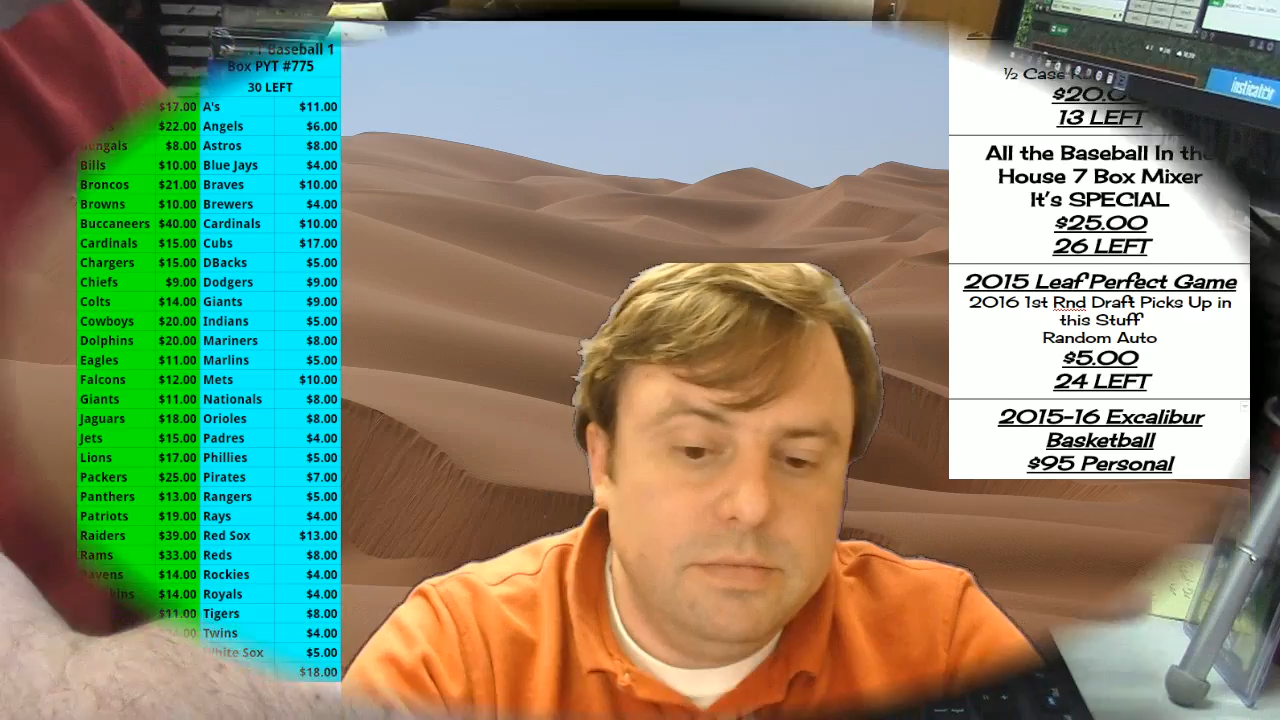 Baseball 1
Box PYT #775
30 LEFT
$17.00 A's $11.00
$22.00 Angels $6.00
$8.00 Astros $8.00
Bills $10.00 Blue Jays $4.00
Broncos $21.00 Braves $10.00
Browns $10.00 Brewers $4.00
Buccaneers $40.00 Cardinals $10.00
Cardinals $15.00 Cubs $17.00
Chargers $15.00 DBacks $5.00
Chiefs $9.00 Dodgers $9.00
Colts $14.00 Giants $9.00
Cowboys $20.00 Indians $5.00
Dolphins $20.00 Mariners $8.00
Eagles $11.00 Marlins $5.00
Falcons $12.00 Mets $10.00
Giants $11.00 Nationals $8.00
Jaguars $18.00 Orioles $8.00
Jets $15.00 Padres $4.00
Lions $17.00 Phillies $5.00
Packers $25.00 Pirates $7.00
Panthers $13.00 Rangers $5.00
Patriots $19.00 Rays $4.00
Raiders $39.00 Red Sox $13.00
Rams $33.00 Reds $8.00
$14.00 Rockies $4.00
$14.00 Royals $4.00
$11.00 Tigers $8.00
Twins $4.00
White Sox $5.00
$18.00
½ Case
13 LEFT
All the Baseball In the
House 7 Box Mixer
It's SPECIAL
$25.00
26 LEFT
2015 Leaf Perfect Game
2016 1st Rnd Draft Picks Up in
this Stuff
Random Auto
$5.00
24 LEFT
2015-16 Excalibur
Basketball
$95 Personal